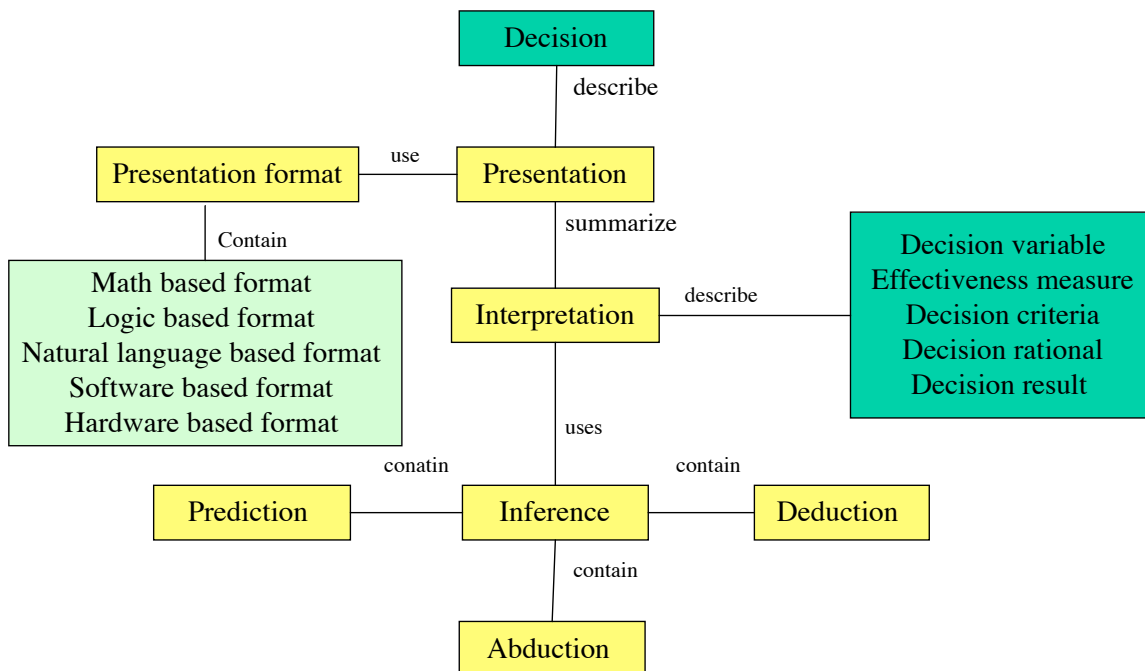 Decision
describe
Presentation format
use
Presentation
Contain
summarize
Math based format
Logic based format
Natural language based format
Software based format
Hardware based format
Interpretation
describe
Decision variable
Effectiveness measure
Decision criteria
Decision rational
Decision result
uses
conatin
contain
Prediction
Inference
Deduction
contain
Abduction